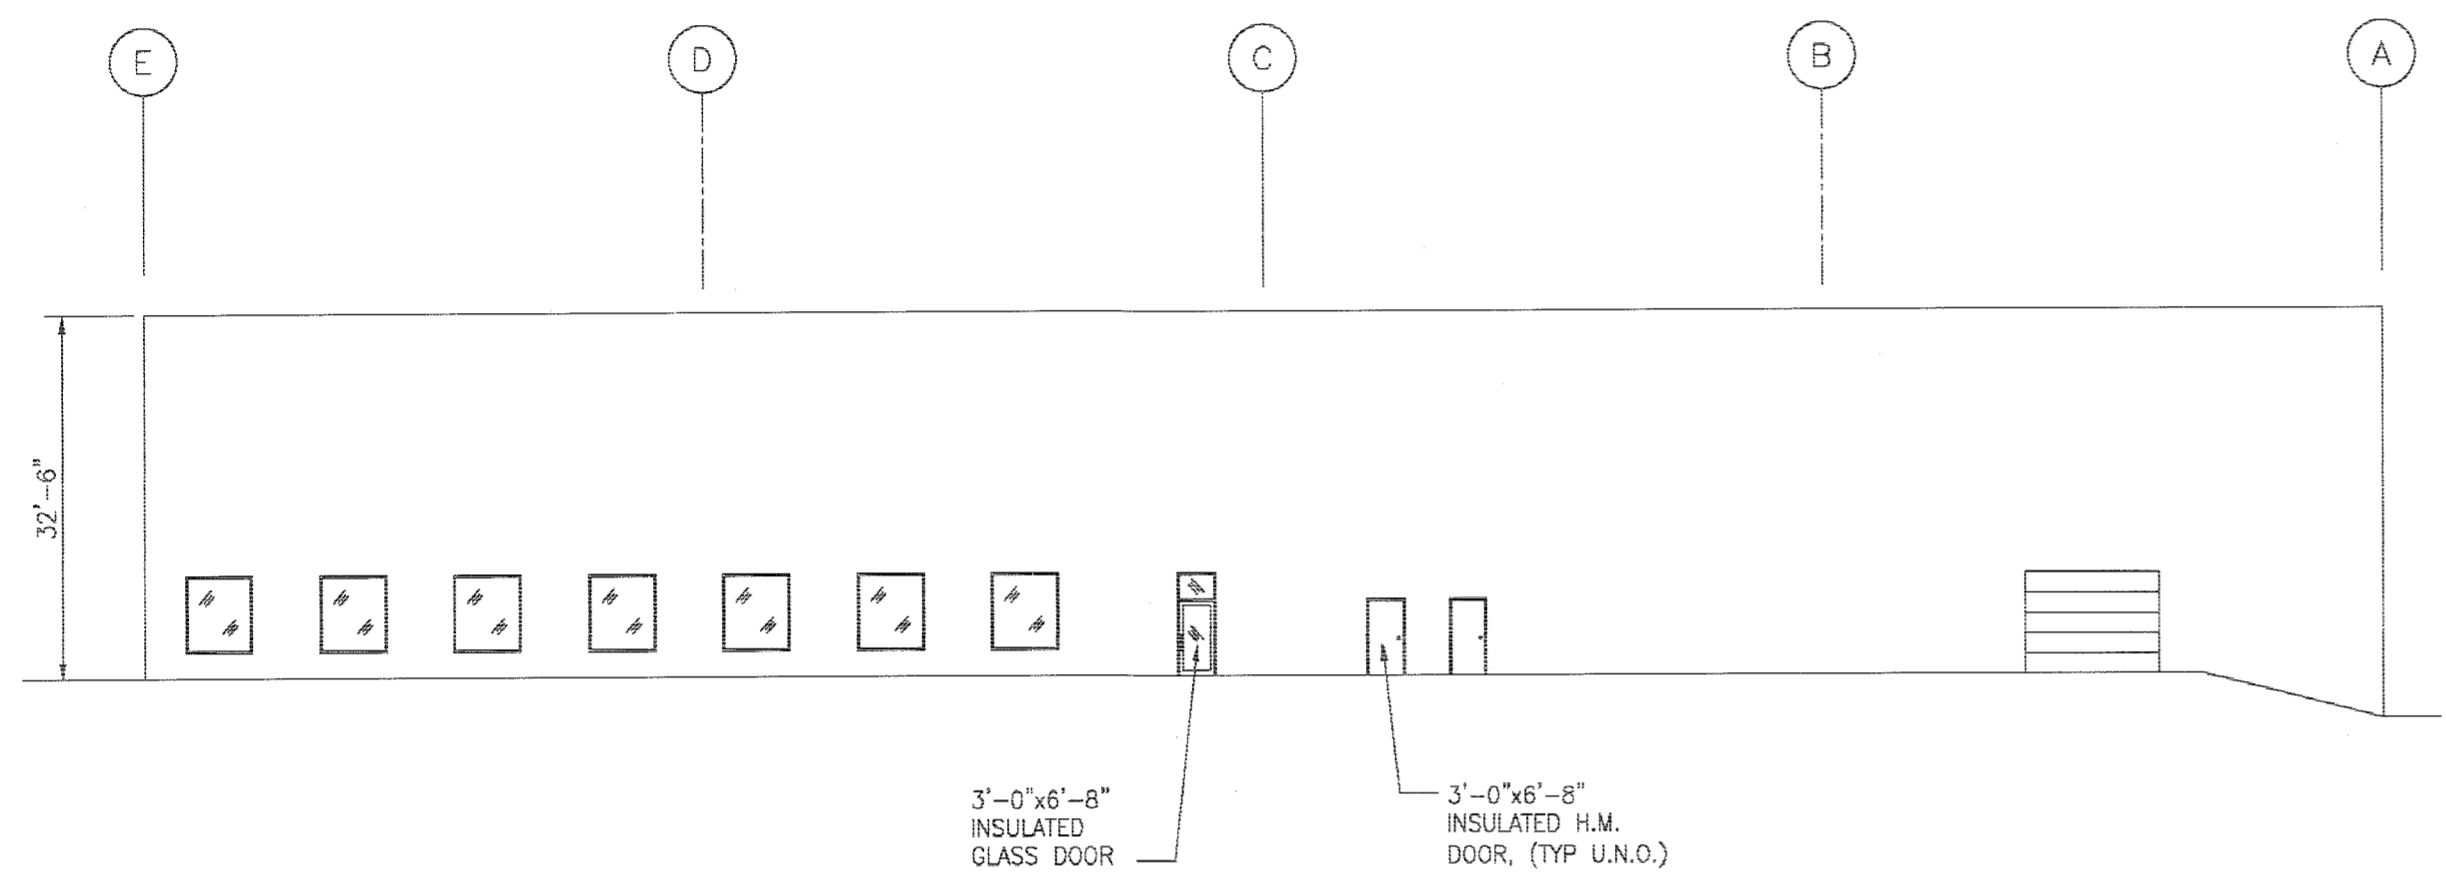 E
D
C
B
A
32'-6"
3'-0"x6'-8"
INSULATED
GLASS DOOR
3'-0"x6'-8"
INSULATED H.M.
DOOR, (TYP U.N.O.)